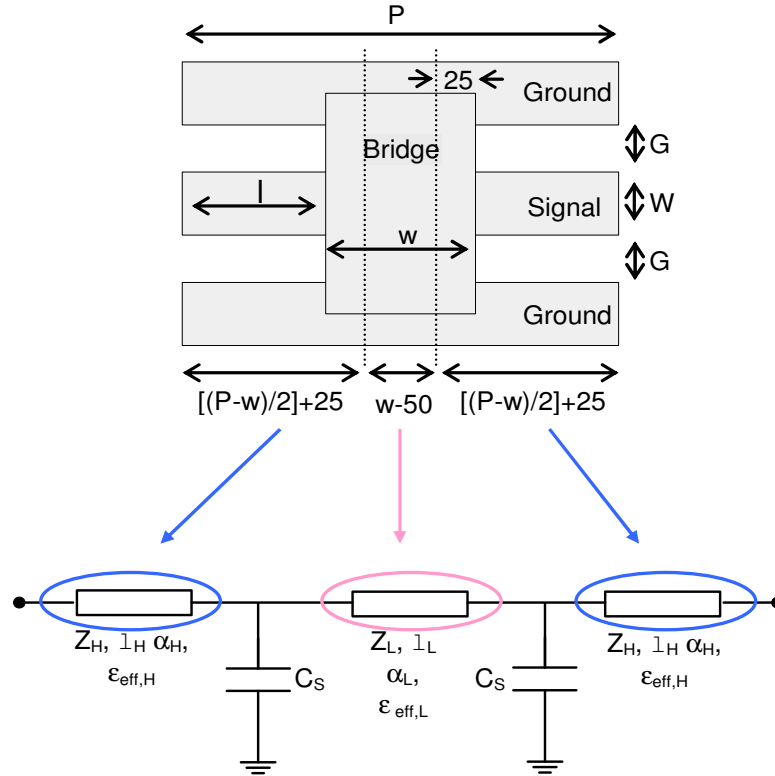 P
25
Ground
Bridge
G
l
Signal
W
w
G
Ground
[(P-w)/2]+25
w-50
[(P-w)/2]+25
Z_H, l_H α_H,
ε_eff,H
C_S
Z_L, l_L
α_L,
ε_eff,L
C_S
Z_H, l_H α_H,
ε_eff,H